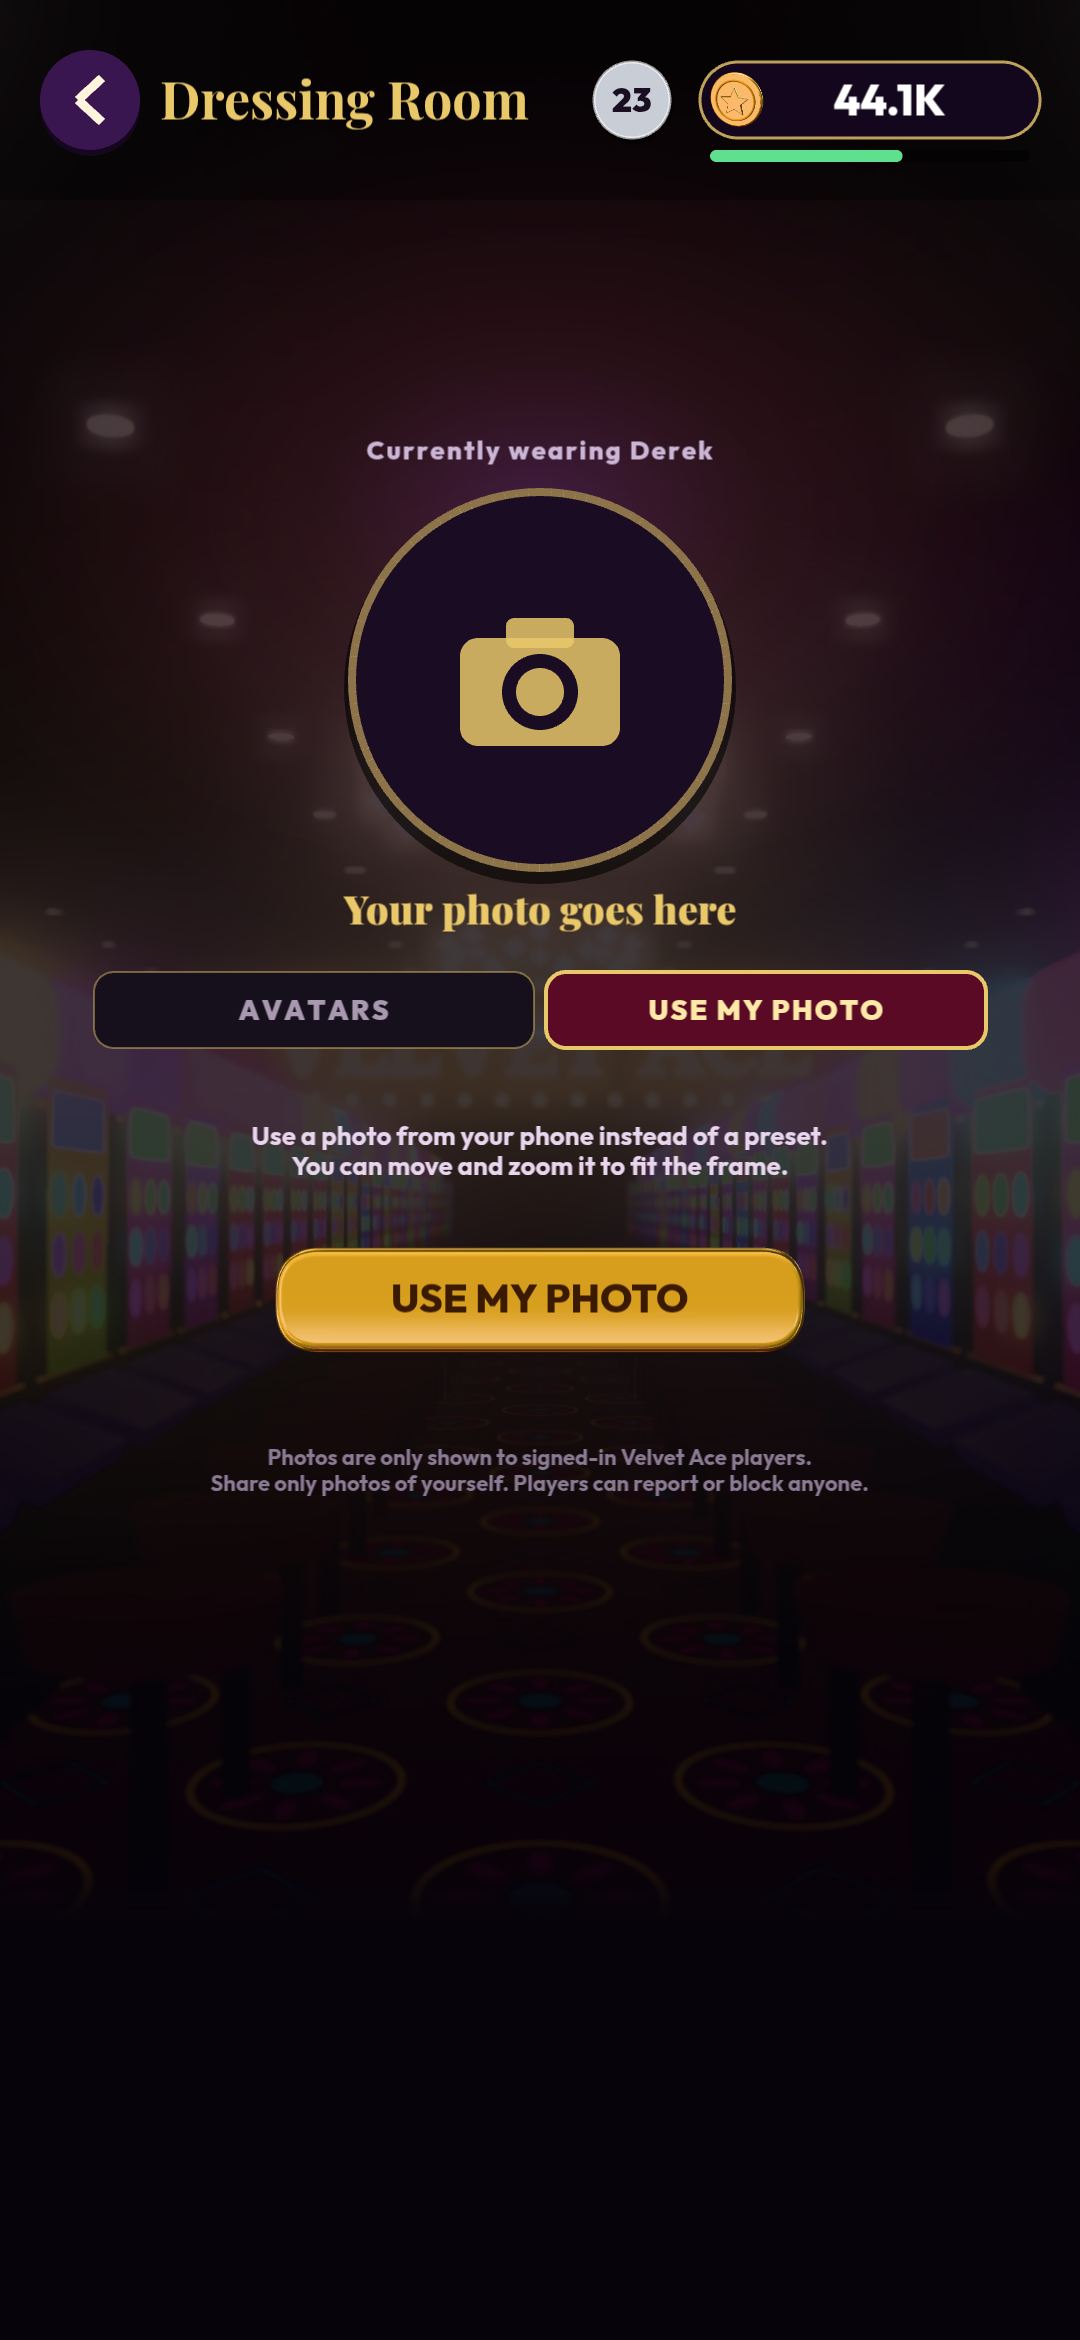 Dressing Room
23
44.1K
Currently wearing Derek
Your photo goes here
AVATARS
USE MY PHOTO
VELVET ACE
Use a photo from your phone instead of a preset.
You can move and zoom it to fit the frame.
USE MY PHOTO
Photos are only shown to signed-in Velvet Ace players.
Share only photos of yourself. Players can report or block anyone.